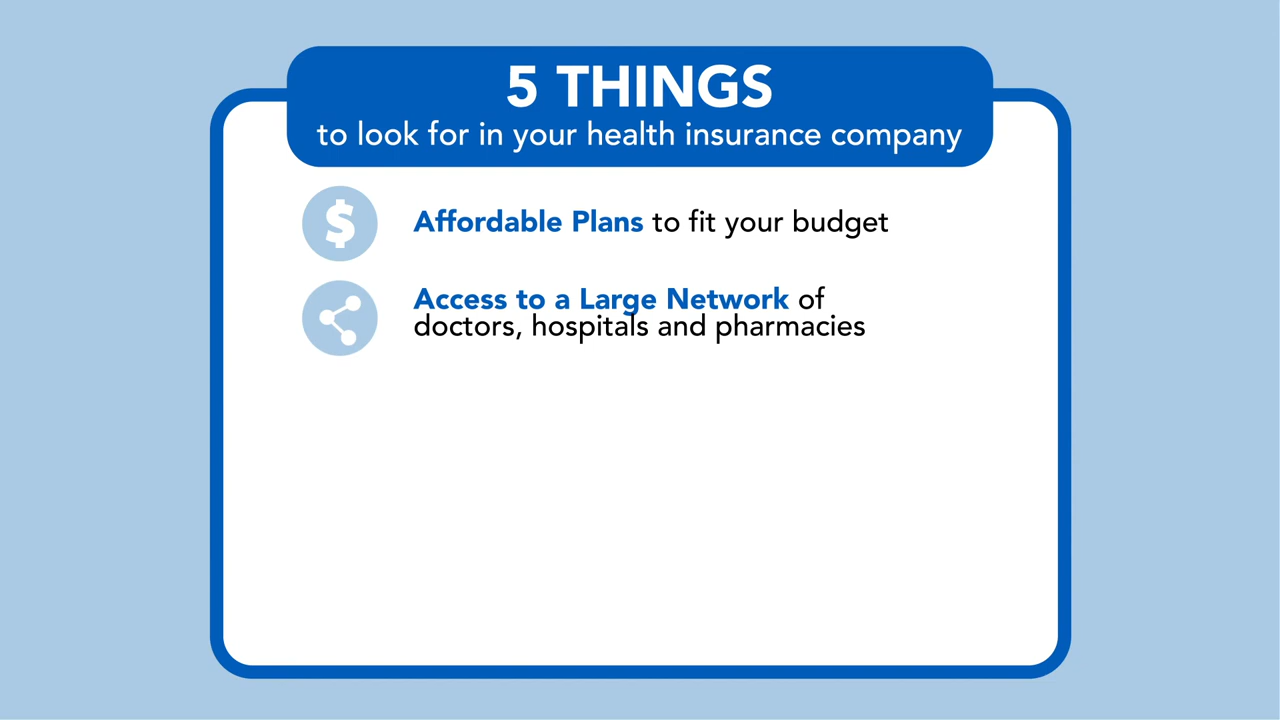 5 THINGS
to look for in your health insurance company
$
Affordable Plans to fit your budget
Access to a Large Network of
doctors, hospitals and pharmacies